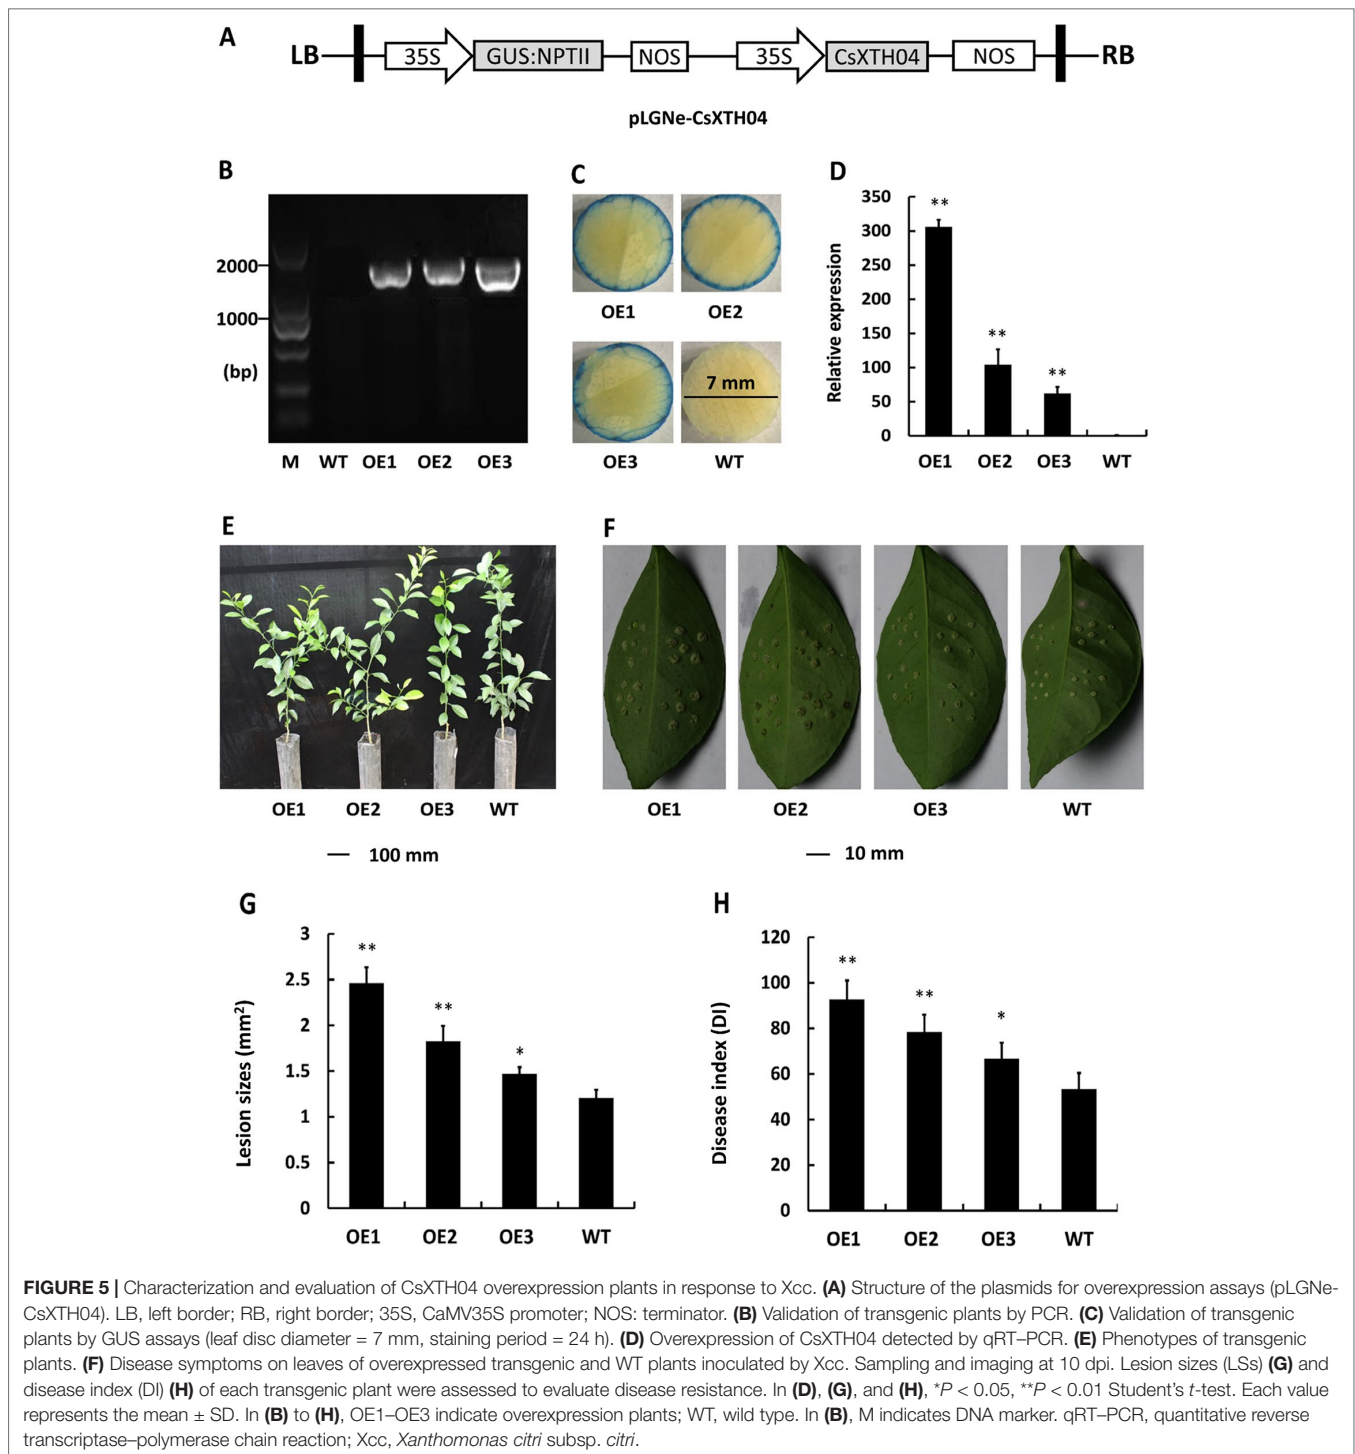 A
LB 35S GUS:NPTII NOS 35S CsXTH04 NOS RB
pLGNe-CsXTH04
B
2000
1000
(bp)
M WT OE1 OE2 OE3
C
OE1 OE2
7 mm
OE3 WT
D
Relative expression
350
300
250
200
150
100
50
0
** ** **
OE1 OE2 OE3 WT
E
OE1 OE2 OE3 WT
100 mm
F
OE1 OE2 OE3 WT
10 mm
G
Lesion sizes (mm²)
3
2.5
2
1.5
1
0.5
0
** ** *
OE1 OE2 OE3 WT
H
Disease index (DI)
120
100
80
60
40
20
0
** ** *
OE1 OE2 OE3 WT
FIGURE 5 | Characterization and evaluation of CsXTH04 overexpression plants in response to Xcc. (A) Structure of the plasmids for overexpression assays (pLGNe-
CsXTH04). LB, left border; RB, right border; 35S, CaMV35S promoter; NOS: terminator. (B) Validation of transgenic plants by PCR. (C) Validation of transgenic
plants by GUS assays (leaf disc diameter = 7 mm, staining period = 24 h). (D) Overexpression of CsXTH04 detected by qRT–PCR. (E) Phenotypes of transgenic
plants. (F) Disease symptoms on leaves of overexpressed transgenic and WT plants inoculated by Xcc. Sampling and imaging at 10 dpi. Lesion sizes (LSs) (G) and
disease index (DI) (H) of each transgenic plant were assessed to evaluate disease resistance. In (D), (G), and (H), *P < 0.05, **P < 0.01 Student's t-test. Each value
represents the mean ± SD. In (B) to (H), OE1–OE3 indicate overexpression plants; WT, wild type. In (B), M indicates DNA marker. qRT–PCR, quantitative reverse
transcriptase–polymerase chain reaction; Xcc, Xanthomonas citri subsp. citri.